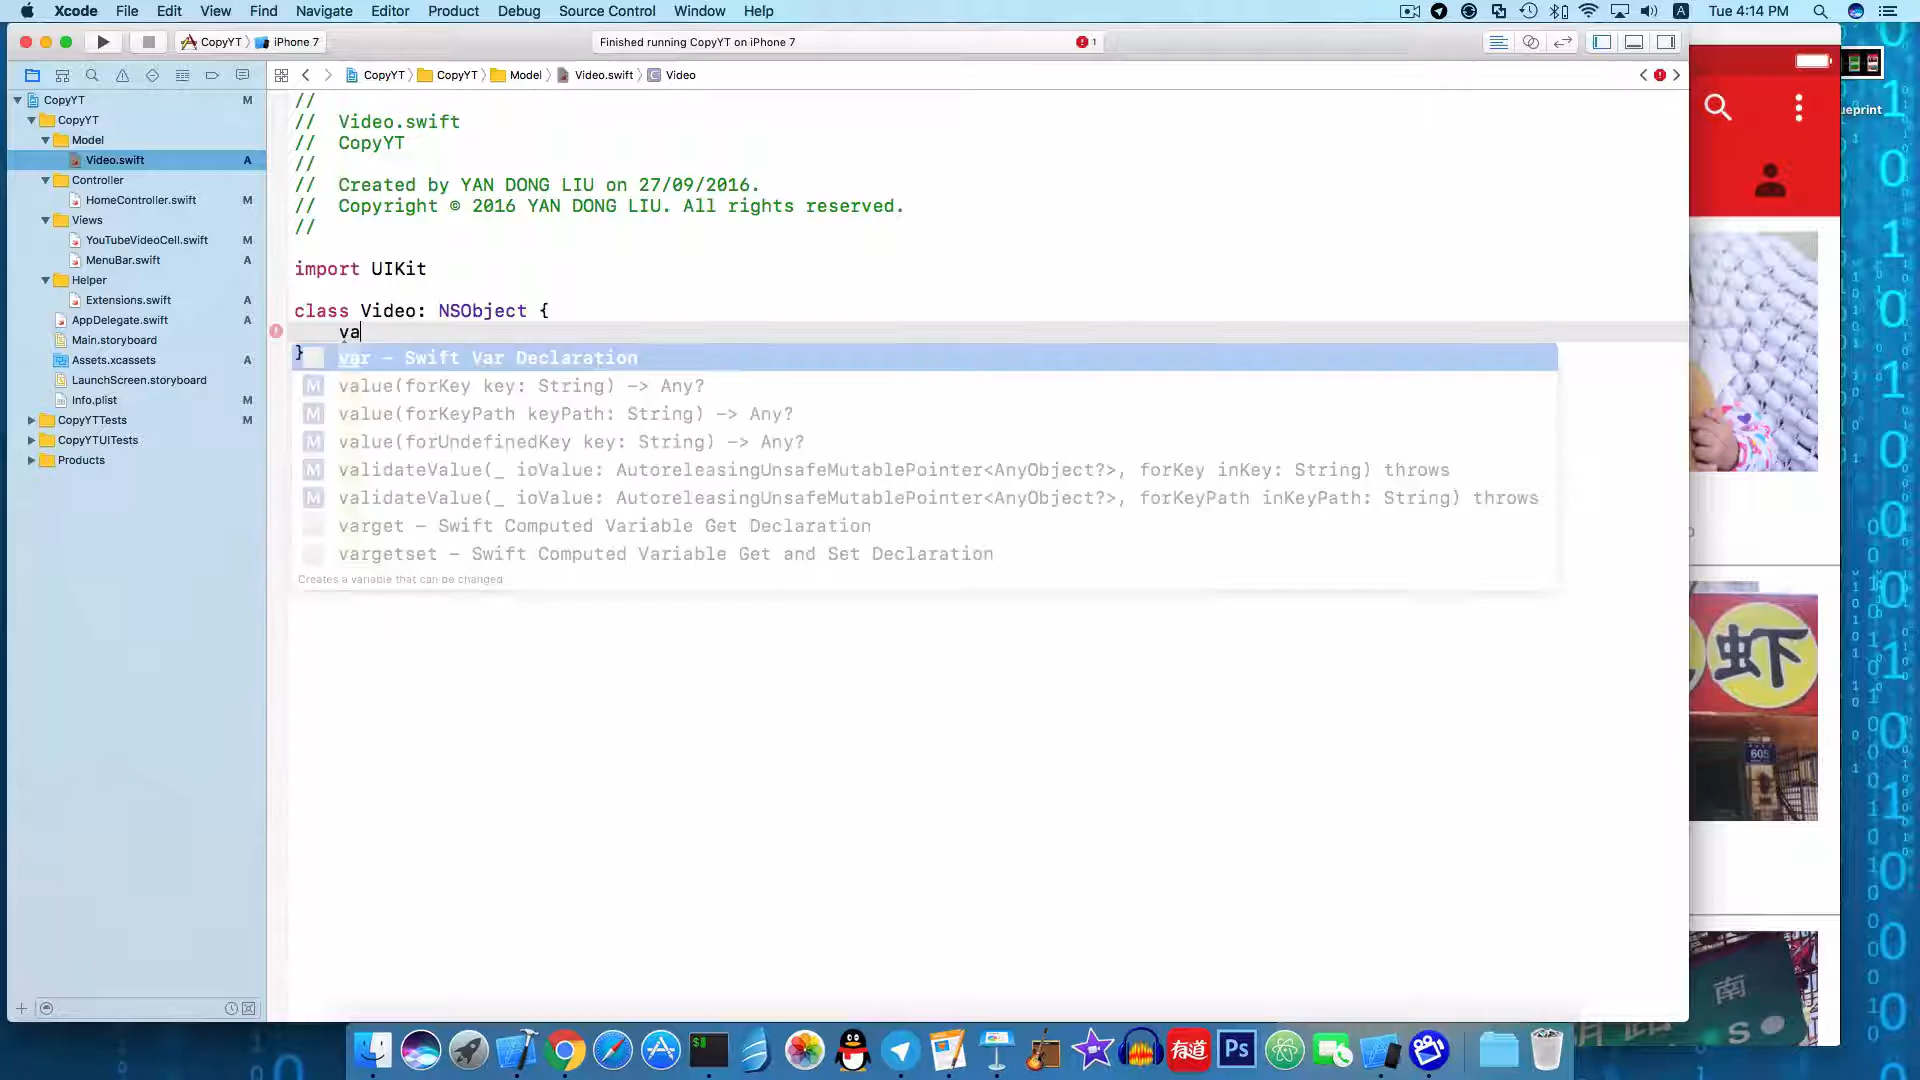 Xcode File Edit View Find Navigate Editor Product Debug Source Control Window Help A Tue 4:14 PM
CopyYT iPhone 7 Finished running CopyYT on iPhone 7 1
CopyYT CopyYT Model Video.swift C Video
CopyYT M
CopyYT
Model
Video.swift A
Controller
HomeController.swift M
Views
YouTubeVideoCell.swift M
MenuBar.swift A
Helper
Extensions.swift A
AppDelegate.swift A
Main.storyboard
Assets.xcassets A
LaunchScreen.storyboard
Info.plist M
CopyYTTests M
CopyYTUITests
Products
//
// Video.swift
// CopyYT
//
// Created by YAN DONG LIU on 27/09/2016.
// Copyright © 2016 YAN DONG LIU. All rights reserved.
//
import UIKit
class Video: NSObject {
va
}
var – Swift Var Declaration
M value(forKey key: String) -> Any?
M value(forKeyPath keyPath: String) -> Any?
M value(forUndefinedKey key: String) -> Any?
M validateValue(_ ioValue: AutoreleasingUnsafeMutablePointer<AnyObject?>, forKey inKey: String) throws
M validateValue(_ ioValue: AutoreleasingUnsafeMutablePointer<AnyObject?>, forKeyPath inKeyPath: String) throws
varget – Swift Computed Variable Get Declaration
vargetset – Swift Computed Variable Get and Set Declaration
Creates a variable that can be changed
ueprint
虾
605
南
S
有道
Ps